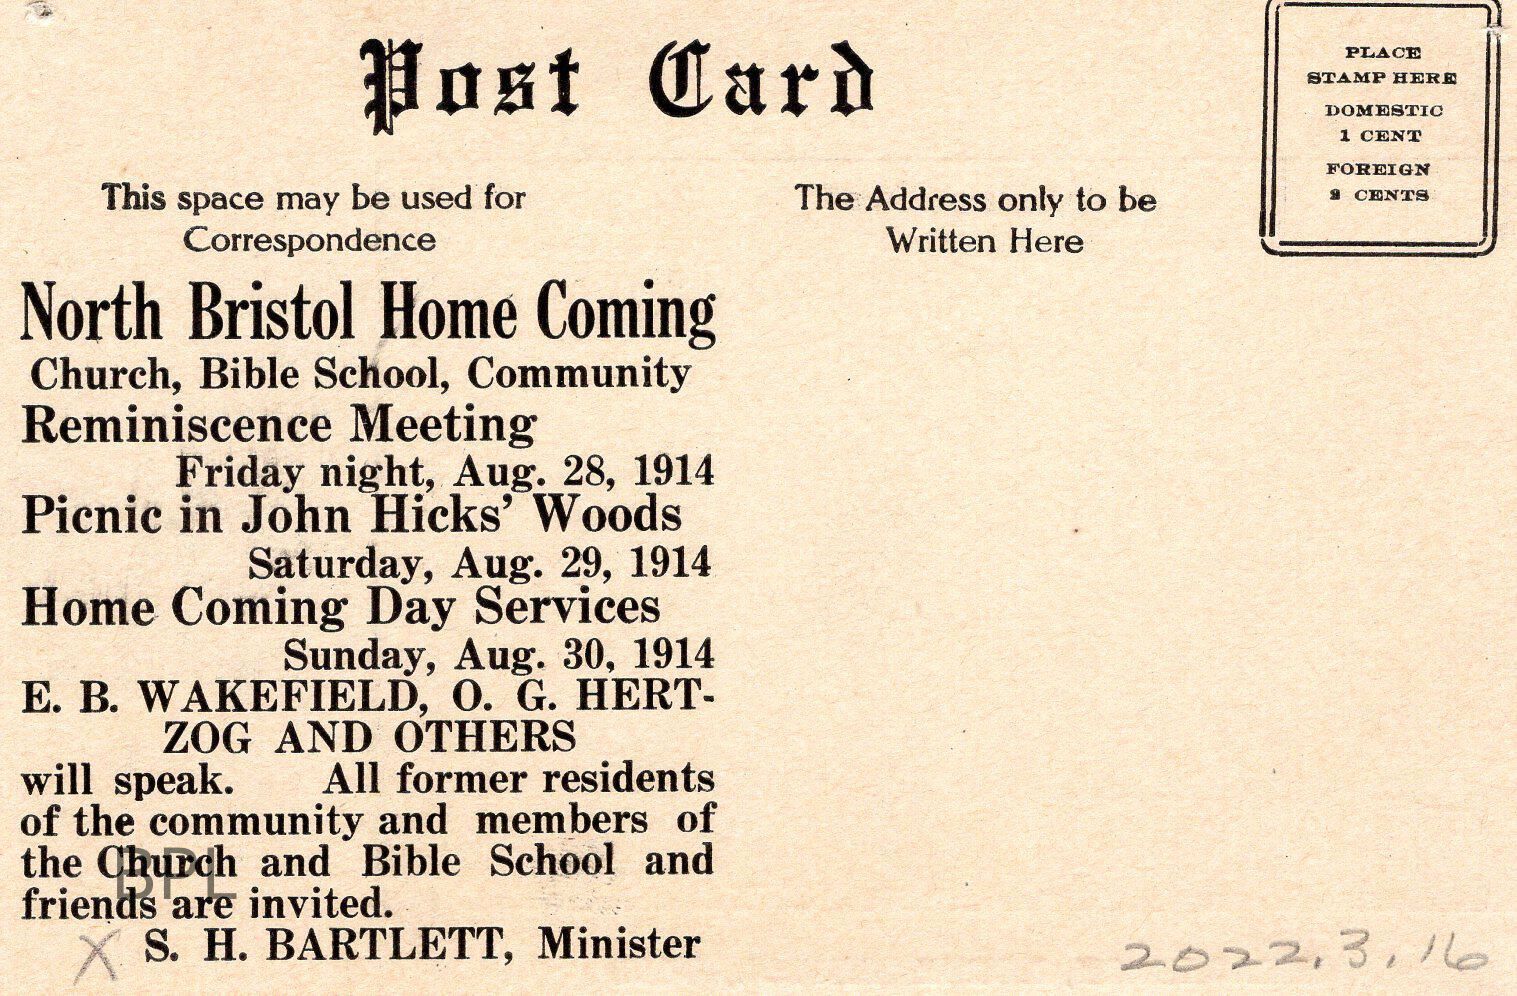 Post Card
PLACE
STAMP HERE
DOMESTIC
1 CENT
FOREIGN
2 CENTS
This space may be used for
Correspondence
The Address only to be
Written Here
North Bristol Home Coming
Church, Bible School, Community
Reminiscence Meeting
Friday night, Aug. 28, 1914
Picnic in John Hicks' Woods
Saturday, Aug. 29, 1914
Home Coming Day Services
Sunday, Aug. 30, 1914
E. B. WAKEFIELD, O. G. HERT-
ZOG AND OTHERS
will speak. All former residents
of the community and members of
the Church and Bible School and
friends are invited.
S. H. BARTLETT, Minister
BPL
X
2022.3.16